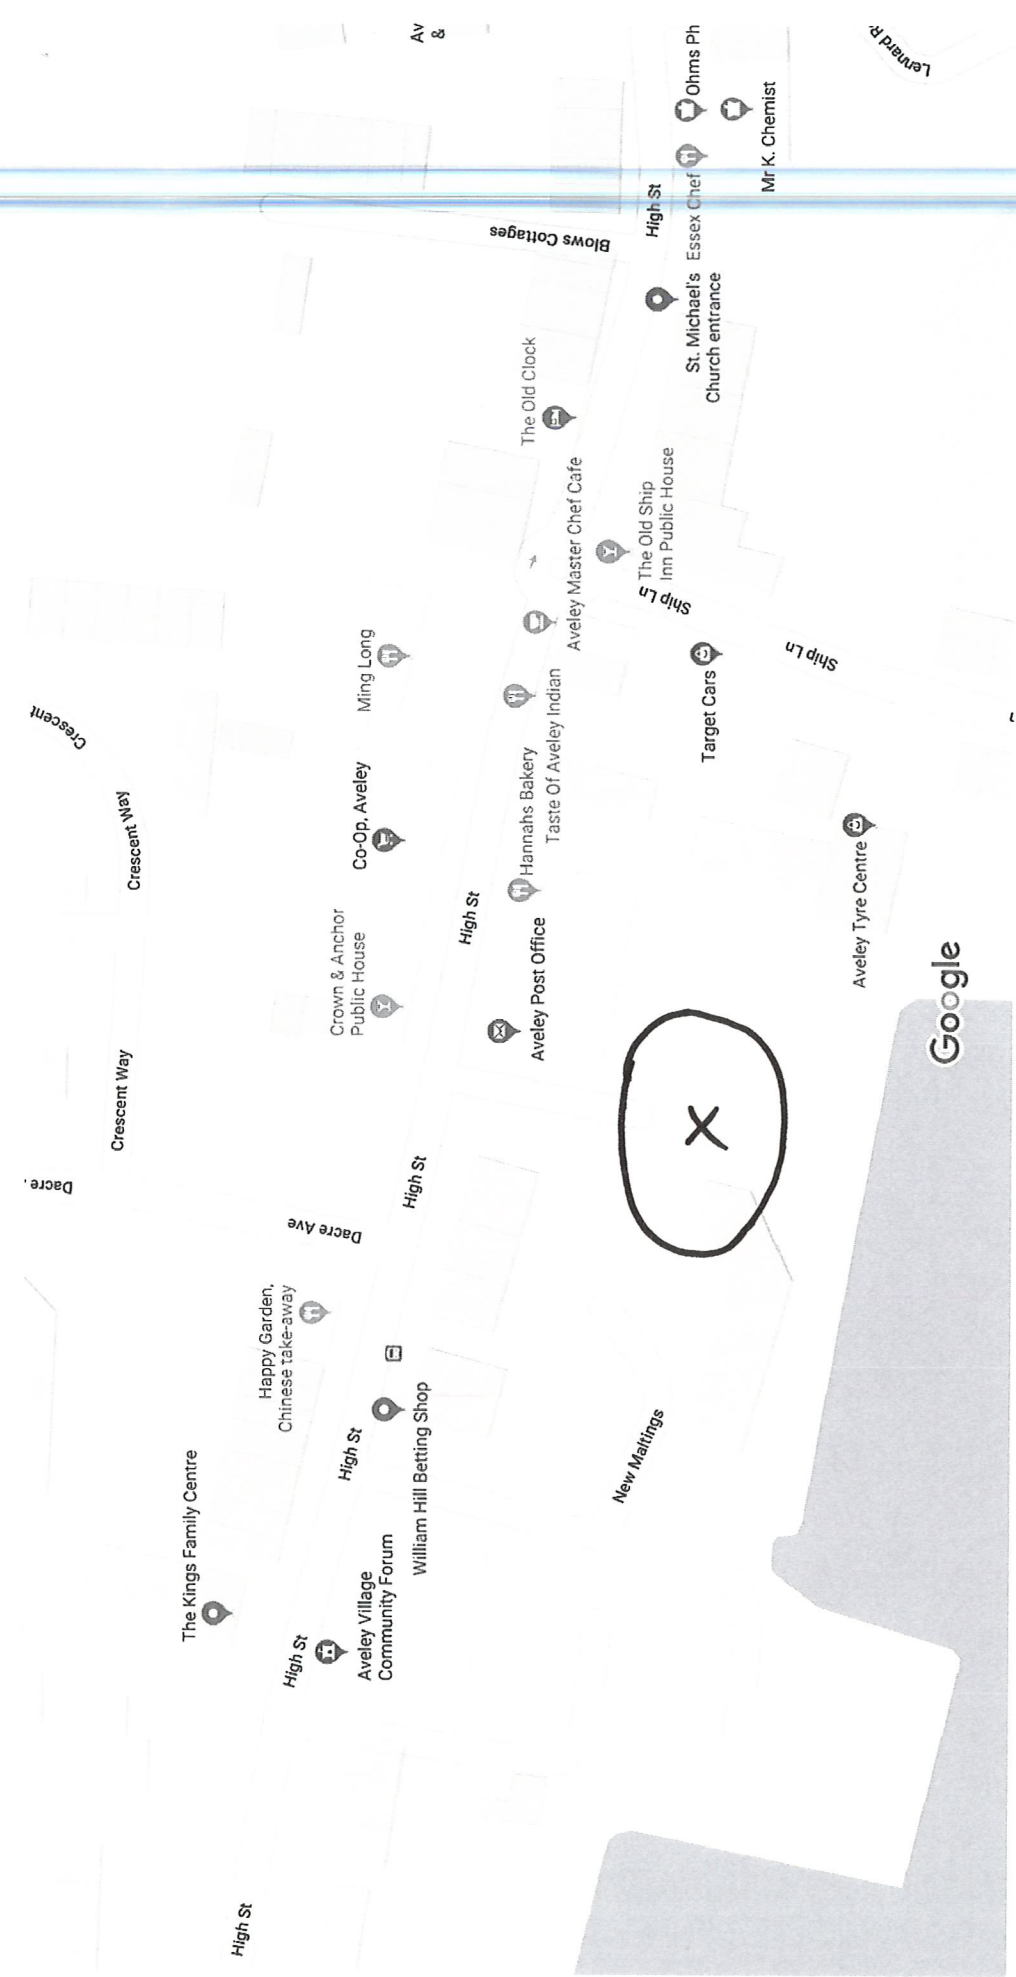 Av
&
Ohms Ph
Lennard R
Mr K. Chemist
Essex Chef
High St
Blows Cottages
St. Michael's
Church entrance
The Old Clock
The Old Ship
Inn Public House
Aveley Master Chef Cafe
Ship Ln
Ship Ln
Target Cars
Ming Long
Taste Of Aveley Indian
Hannahs Bakery
Crescent
Crescent Way
Co-Op, Aveley
High St
Aveley Tyre Centre
Crown & Anchor
Public House
Aveley Post Office
Google
Crescent Way
Dacre
High St
Dacre Ave
X
Happy Garden,
Chinese take-away
High St
William Hill Betting Shop
New Maltings
The Kings Family Centre
Aveley Village
Community Forum
High St
High St